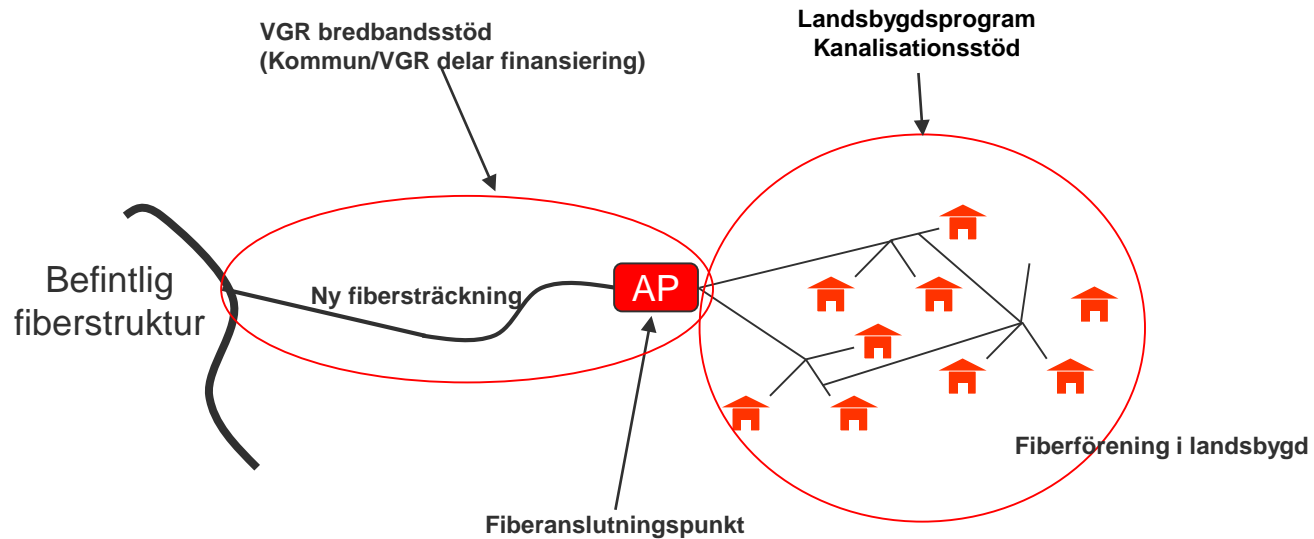 VGR bredbandsstöd
(Kommun/VGR delar finansiering)
Landsbygdsprogram
Kanalisationsstöd
Befintlig
fiberstruktur
Ny fibersträckning
AP
Fiberförening i landsbygd
Fiberanslutningspunkt